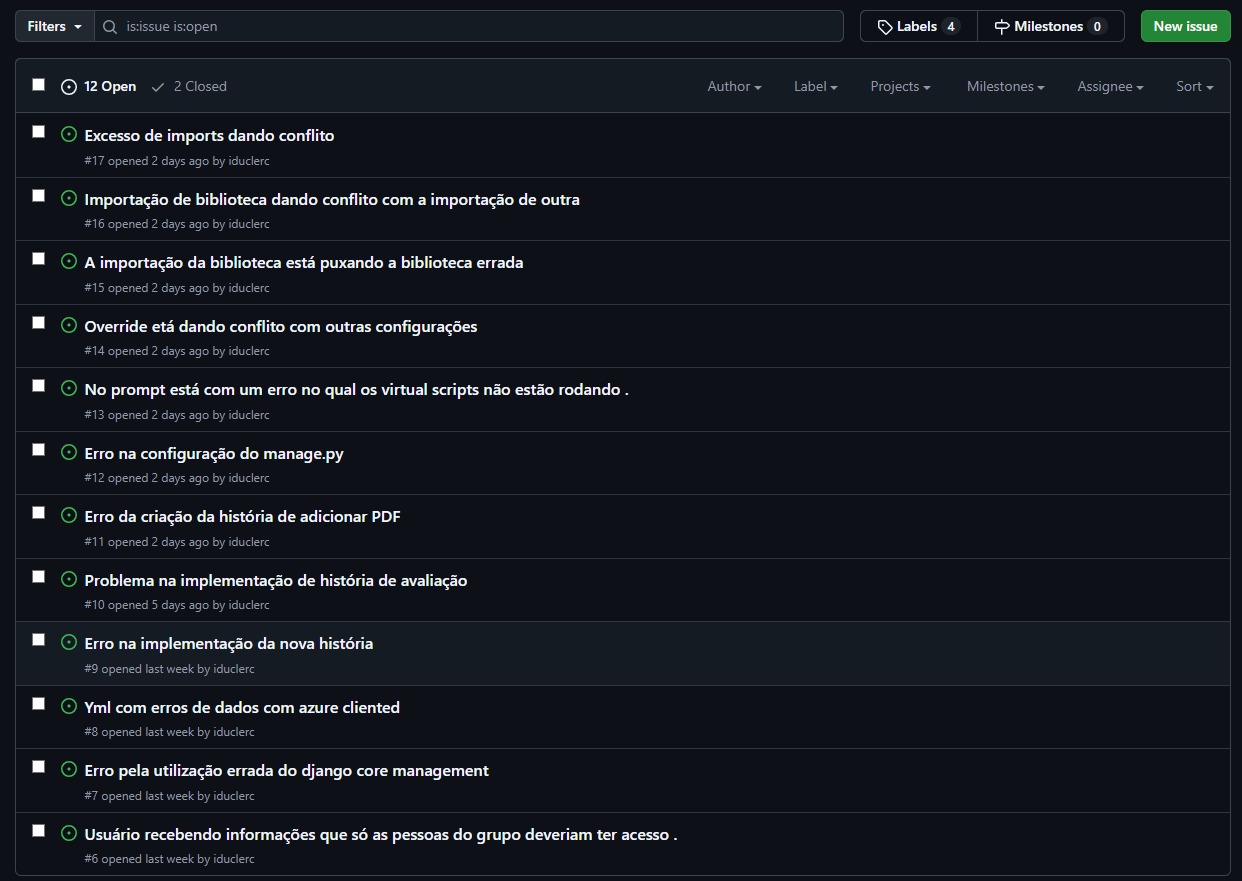 Filters is:issue is:open Labels 4 Milestones 0 New issue
12 Open 2 Closed Author Label Projects Milestones Assignee Sort
Excesso de imports dando conflito
#17 opened 2 days ago by iduclerc
Importação de biblioteca dando conflito com a importação de outra
#16 opened 2 days ago by iduclerc
A importação da biblioteca está puxando a biblioteca errada
#15 opened 2 days ago by iduclerc
Override etá dando conflito com outras configurações
#14 opened 2 days ago by iduclerc
No prompt está com um erro no qual os virtual scripts não estão rodando .
#13 opened 2 days ago by iduclerc
Erro na configuração do manage.py
#12 opened 2 days ago by iduclerc
Erro da criação da história de adicionar PDF
#11 opened 2 days ago by iduclerc
Problema na implementação de história de avaliação
#10 opened 5 days ago by iduclerc
Erro na implementação da nova história
#9 opened last week by iduclerc
Yml com erros de dados com azure cliented
#8 opened last week by iduclerc
Erro pela utilização errada do django core management
#7 opened last week by iduclerc
Usuário recebendo informações que só as pessoas do grupo deveriam ter acesso .
#6 opened last week by iduclerc